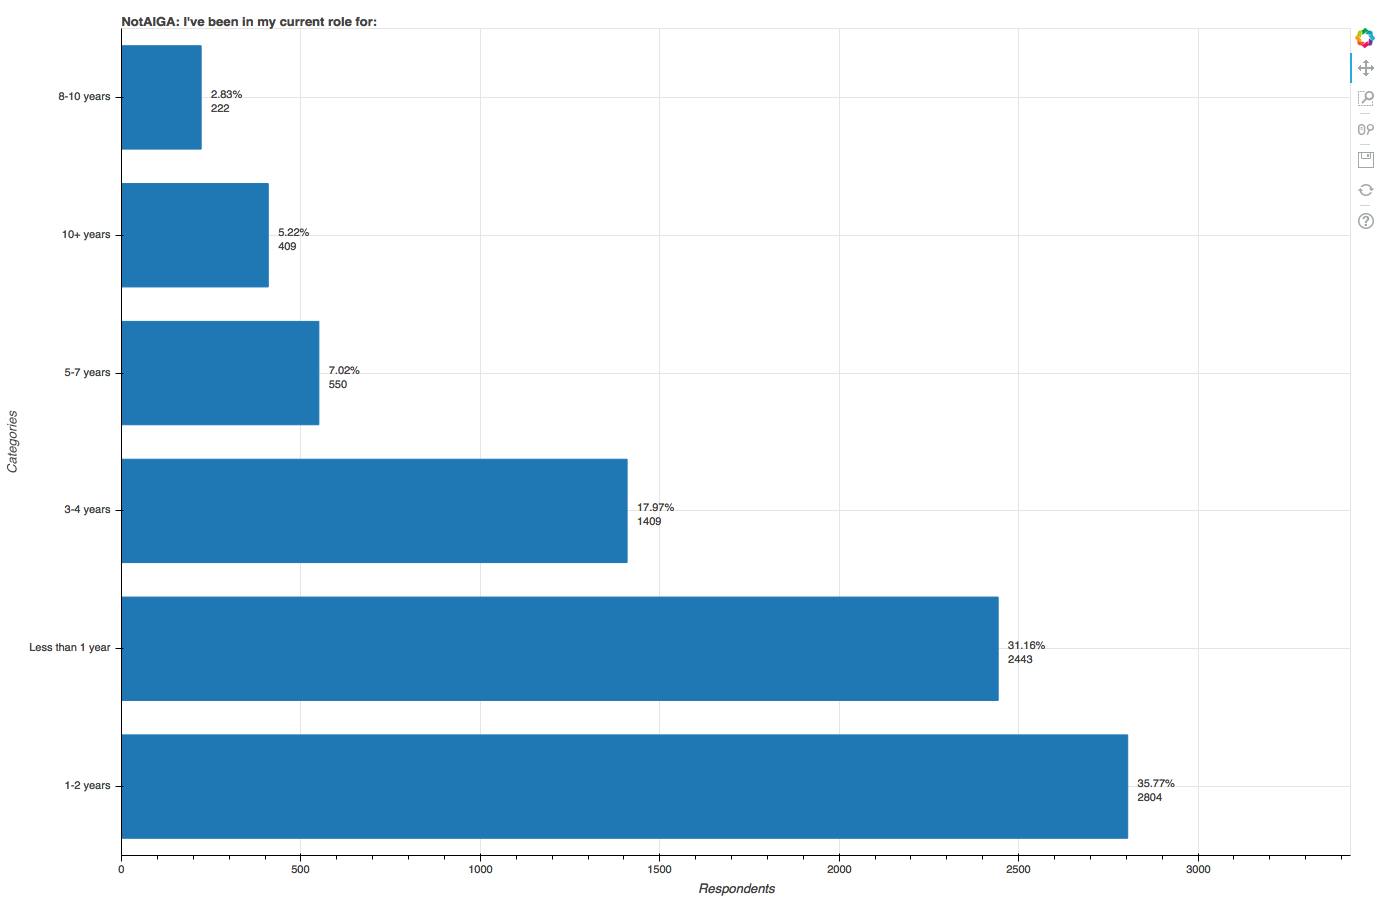 NotAIGA: I've been in my current role for:
8-10 years
2.83%
222
10+ years
5.22%
409
5-7 years
7.02%
550
Categories
3-4 years
17.97%
1409
Less than 1 year
31.16%
2443
1-2 years
35.77%
2804
0 500 1000 1500 2000 2500 3000
Respondents